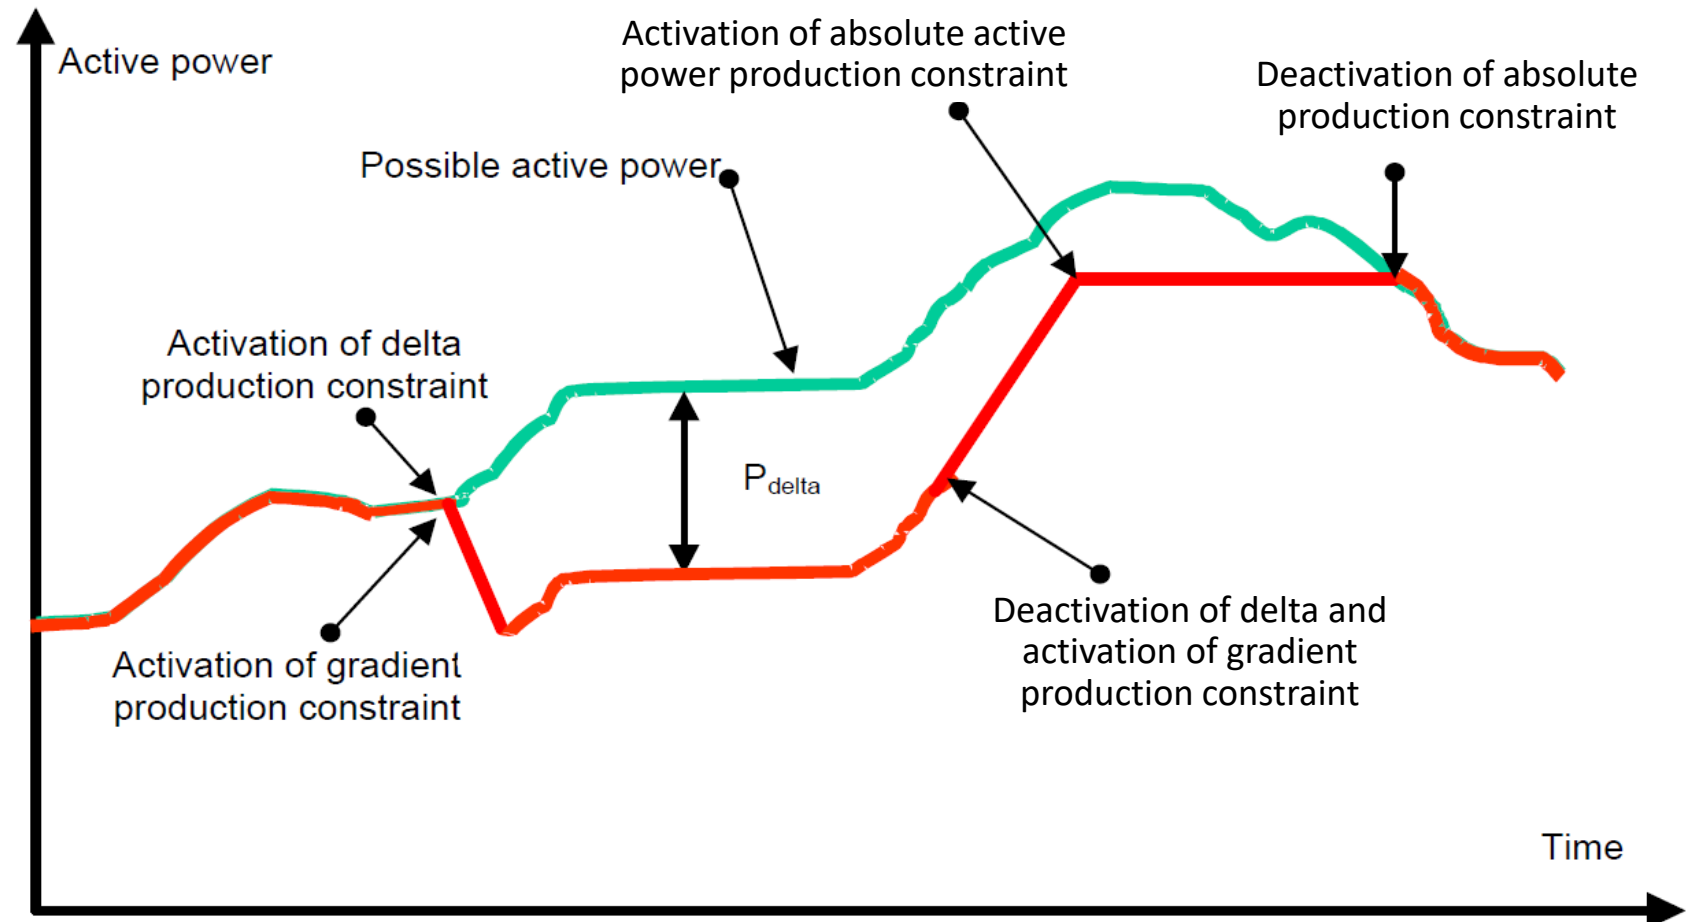 Active power
Activation of absolute active
power production constraint
Deactivation of absolute
production constraint
Possible active power
Activation of delta
production constraint
Pdelta
Activation of gradient
production constraint
Deactivation of delta and
activation of gradient
production constraint
Time